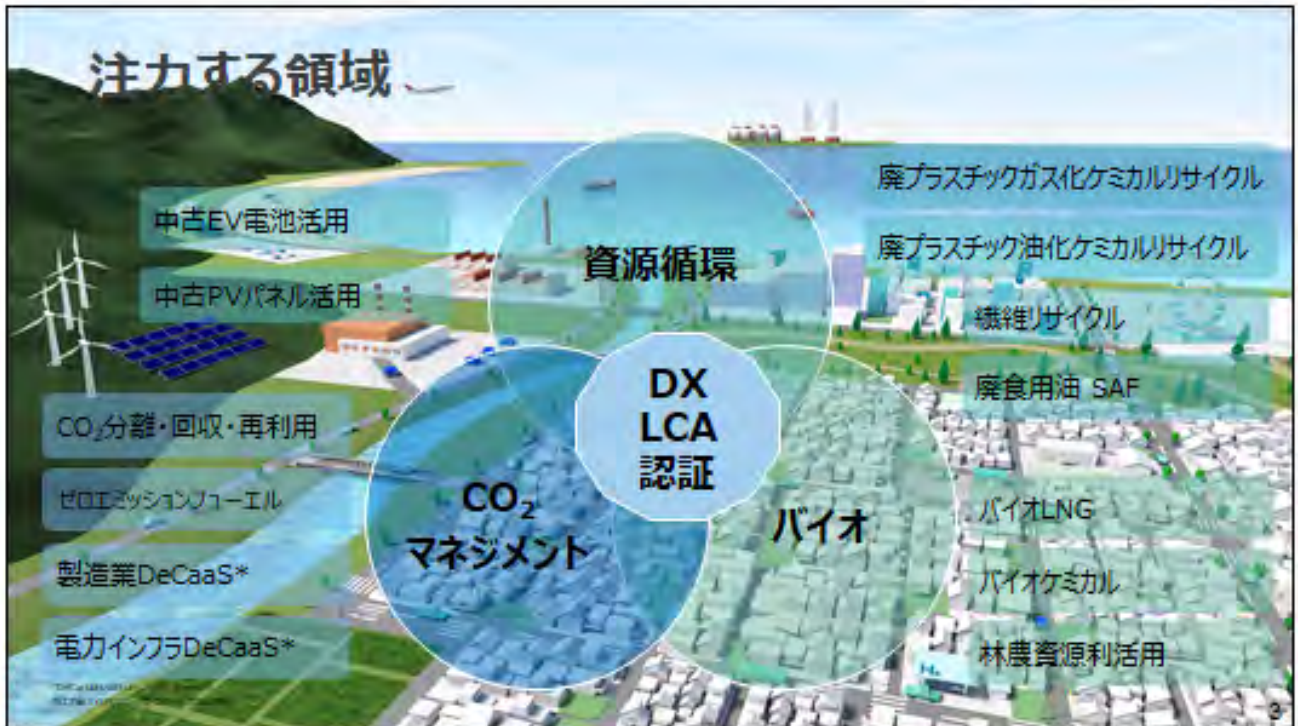 注力する領域
中古EV電池活用
中古PVパネル活用
資源循環
廃プラスチックガス化ケミカルリサイクル
廃プラスチック油化ケミカルリサイクル
繊維リサイクル
廃食用油 SAF
DX
LCA
認証
CO₂分離・回収・再利用
ゼロエミッションフューエル
製造業DeCaaS*
電力インフラDeCaaS*
CO₂
マネジメント
バイオ
バイオLNG
バイオケミカル
林農資源利活用
H₂
3